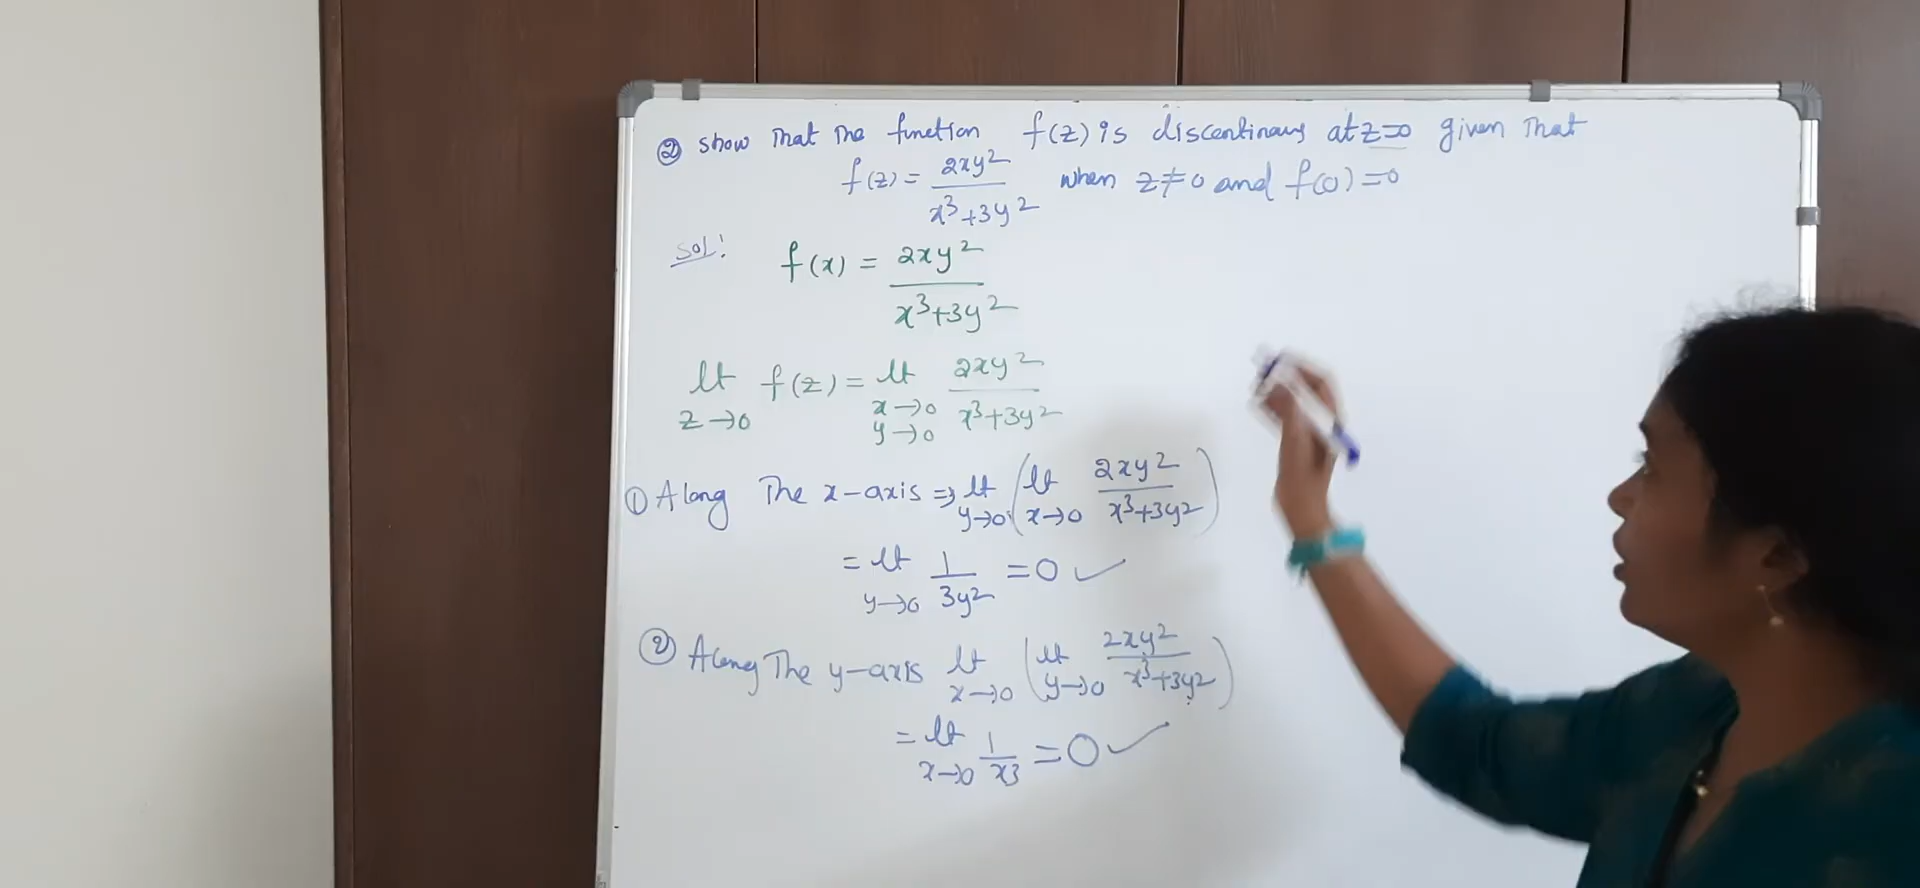 ② Show That The function f(z) is discontinous at z=0 given That
f(z) = 2xy²/(x³+3y²) when z≠0 and f(0)=0
Sol:
f(x) = 2xy²/(x³+3y²)
lt z→0 f(z) = lt x→0 y→0 2xy²/(x³+3y²)
① Along The x-axis ⇒ lt y→0 (lt x→0 2xy²/(x³+3y²))
= lt y→0 1/3y² = 0 ✓
② Along The y-axis lt x→0 (lt y→0 2xy²/(x³+3y²))
= lt x→0 1/x3 = 0 ✓